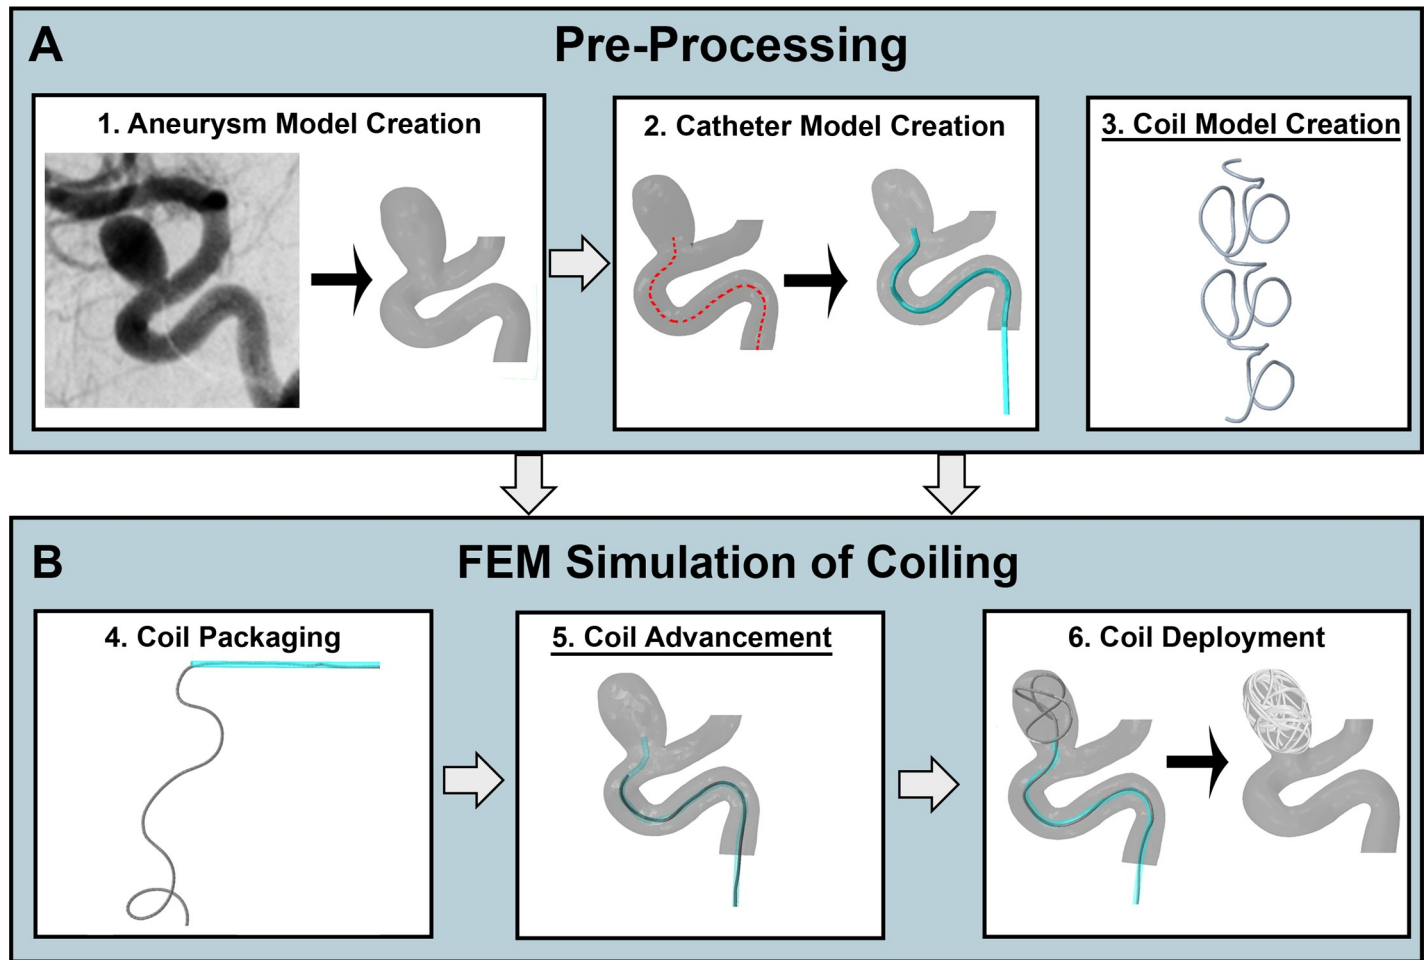 A
Pre-Processing
1. Aneurysm Model Creation
2. Catheter Model Creation
3. Coil Model Creation
B
FEM Simulation of Coiling
4. Coil Packaging
5. Coil Advancement
6. Coil Deployment